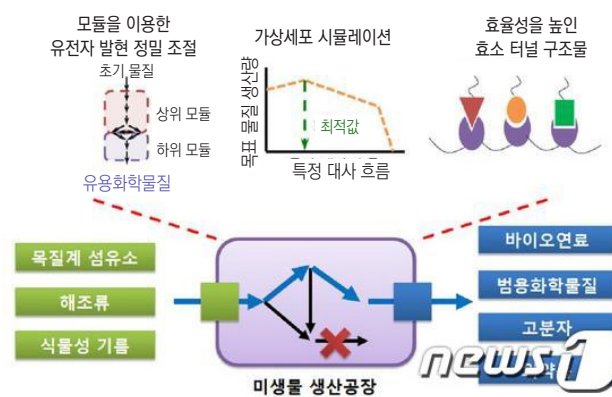 모듈을 이용한
유전자 발현 정밀 조절
초기 물질
상위 모듈
하위 모듈
유용화학물질
가상세포 시뮬레이션
목표 물질 생산량
최적값
특정 대사 흐름
효율성을 높인
효소 터널 구조물
목질계 섬유소
해조류
식물성 기름
미생물 생산공장
바이오연료
범용화학물질
고분자
news1